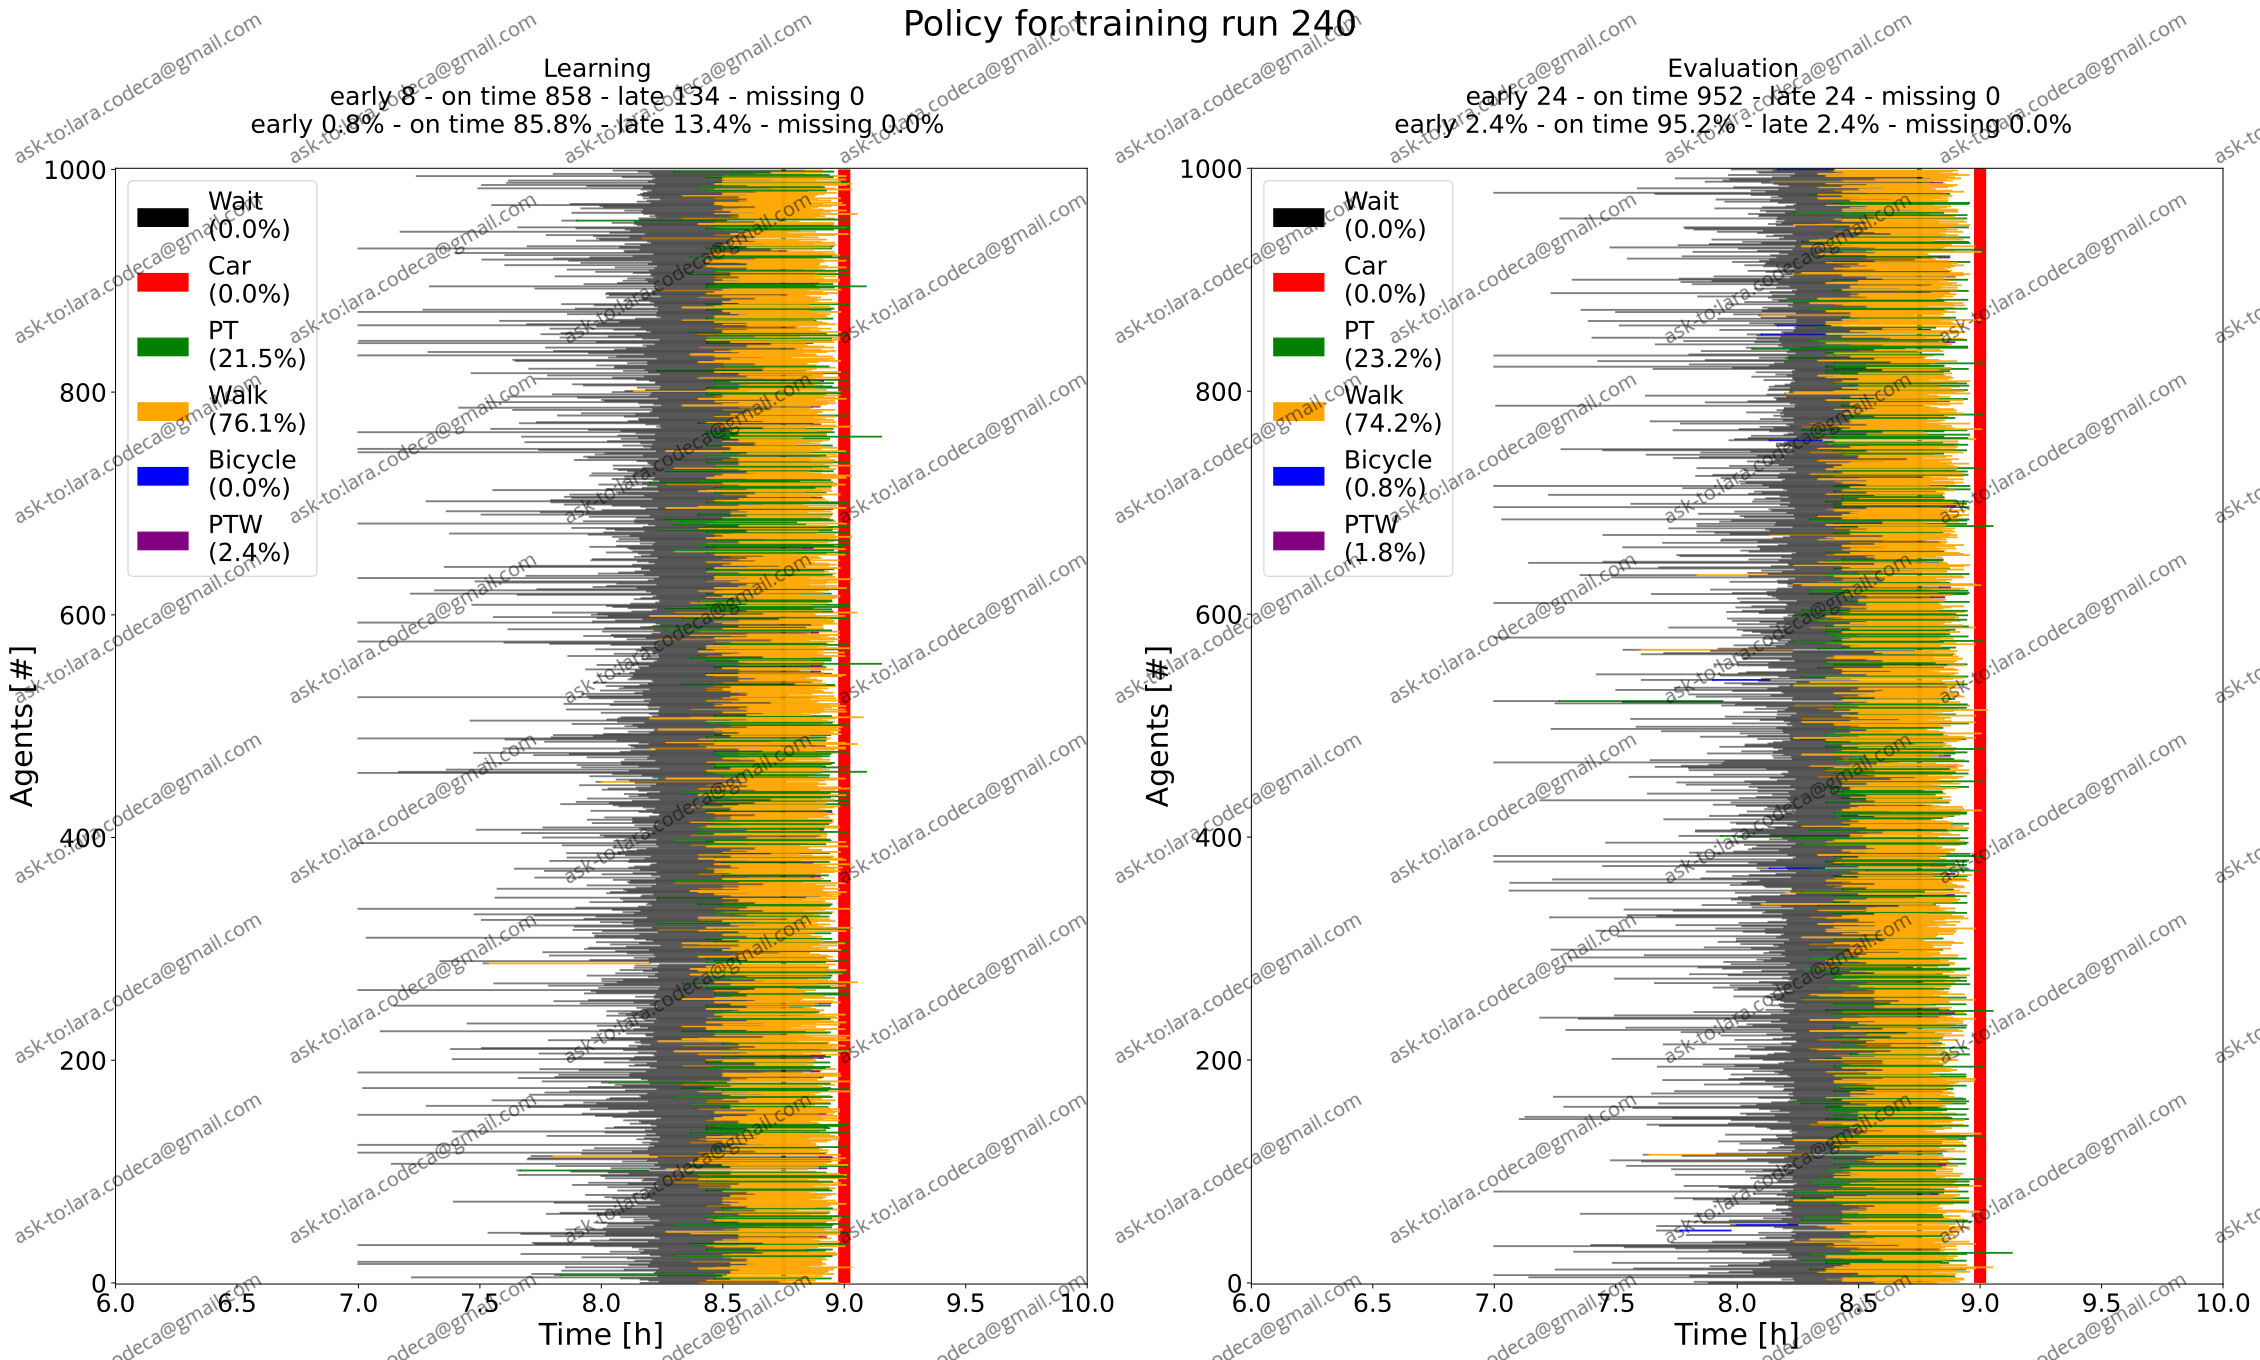 Policy for training run 240
Learning
early 8 - on time 858 - late 134 - missing 0
early 0.8% - on time 85.8% - late 13.4% - missing 0.0%
1000
800
600
400
200
0
Agents [#]
Wait
(0.0%)
Car
(0.0%)
PT
(21.5%)
Walk
(76.1%)
Bicycle
(0.0%)
PTW
(2.4%)
6.0 6.5 7.0 7.5 8.0 8.5 9.0 9.5 10.0
Time [h]
Evaluation
early 24 - on time 952 - late 24 - missing 0
early 2.4% - on time 95.2% - late 2.4% - missing 0.0%
1000
800
600
400
200
0
Agents [#]
Wait
(0.0%)
Car
(0.0%)
PT
(23.2%)
Walk
(74.2%)
Bicycle
(0.8%)
PTW
(1.8%)
6.0 6.5 7.0 7.5 8.0 8.5 9.0 9.5 10.0
Time [h]
ask-to:lara.codeca@gmail.com